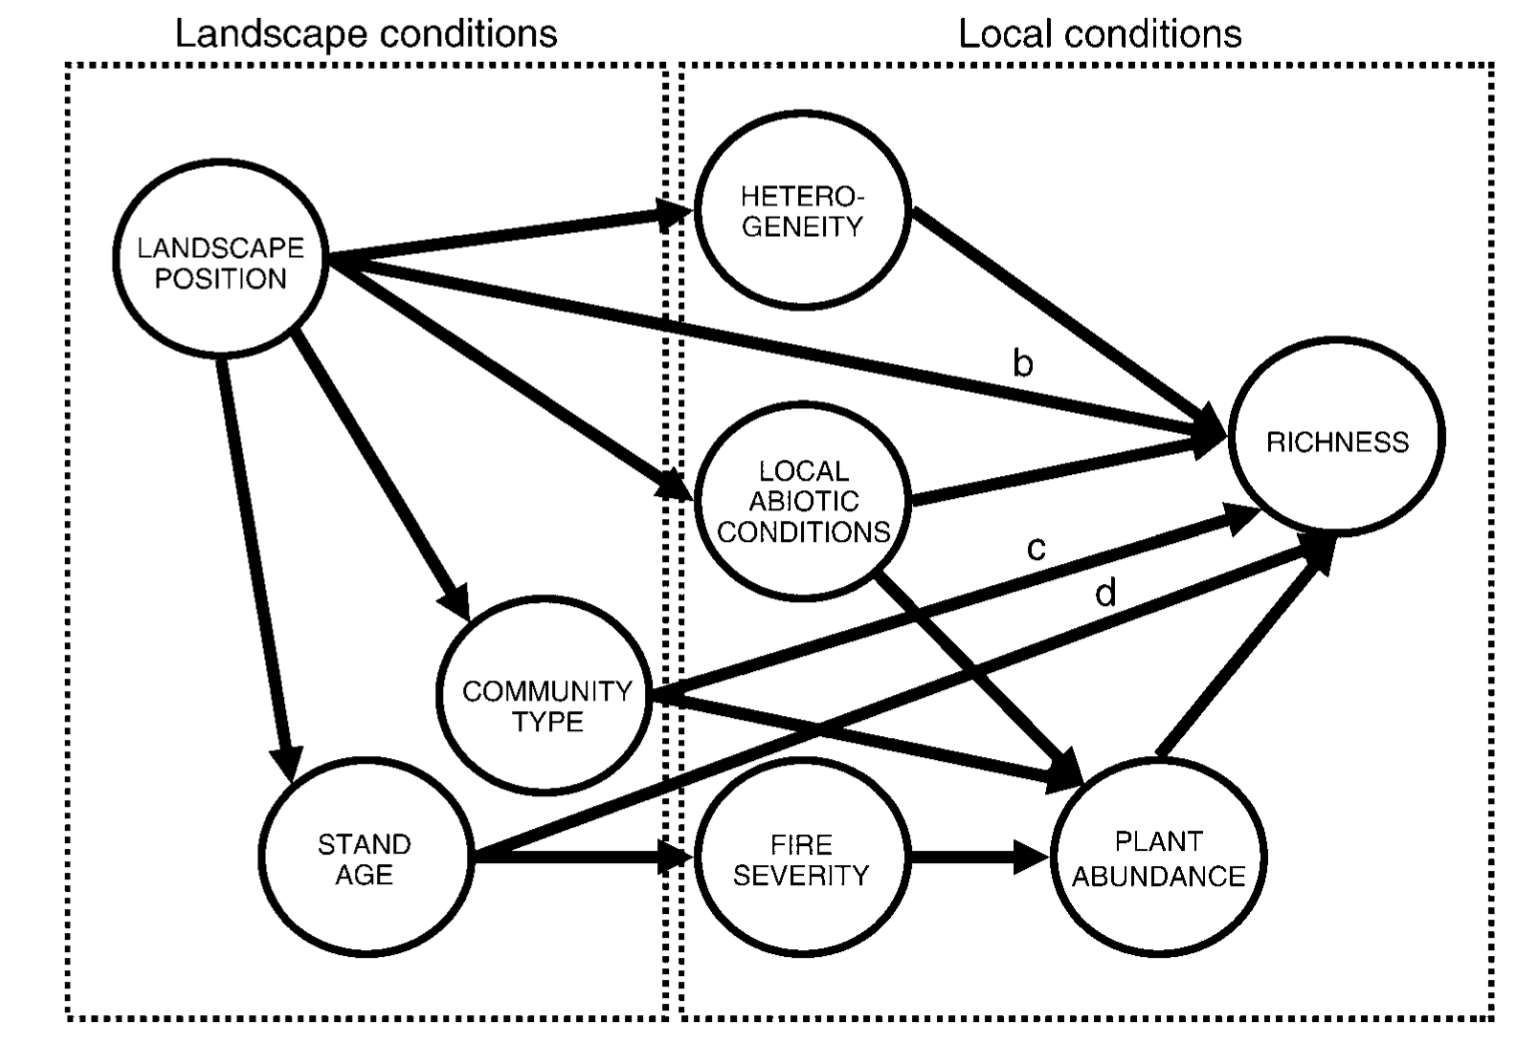 Landscape conditions
Local conditions
HETERO-
GENEITY
LANDSCAPE
POSITION
b
RICHNESS
LOCAL
ABIOTIC
CONDITIONS
c
d
COMMUNITY
TYPE
STAND
AGE
FIRE
SEVERITY
PLANT
ABUNDANCE